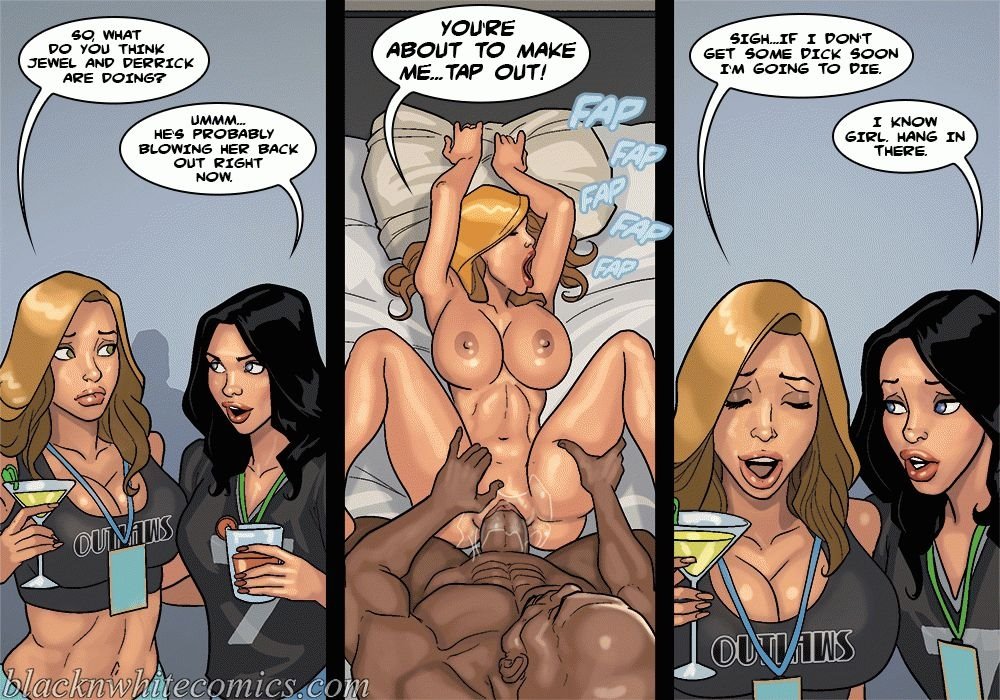 SO, WHAT
DO YOU THINK
JEWEL AND DERRICK
ARE DOING?
UMMM...
HE'S PROBABLY
BLOWING HER BACK
OUT RIGHT
NOW.
OUTLAWS
7
YOU'RE
ABOUT TO MAKE
ME...TAP OUT!
FAP
FAP
FAP
FAP
FAP
SIGH...IF I DON'T
GET SOME DICK SOON
I'M GOING TO DIE.
I KNOW
GIRL. HANG IN
THERE.
OUTLAWS
7
blacknwhitecomics.com